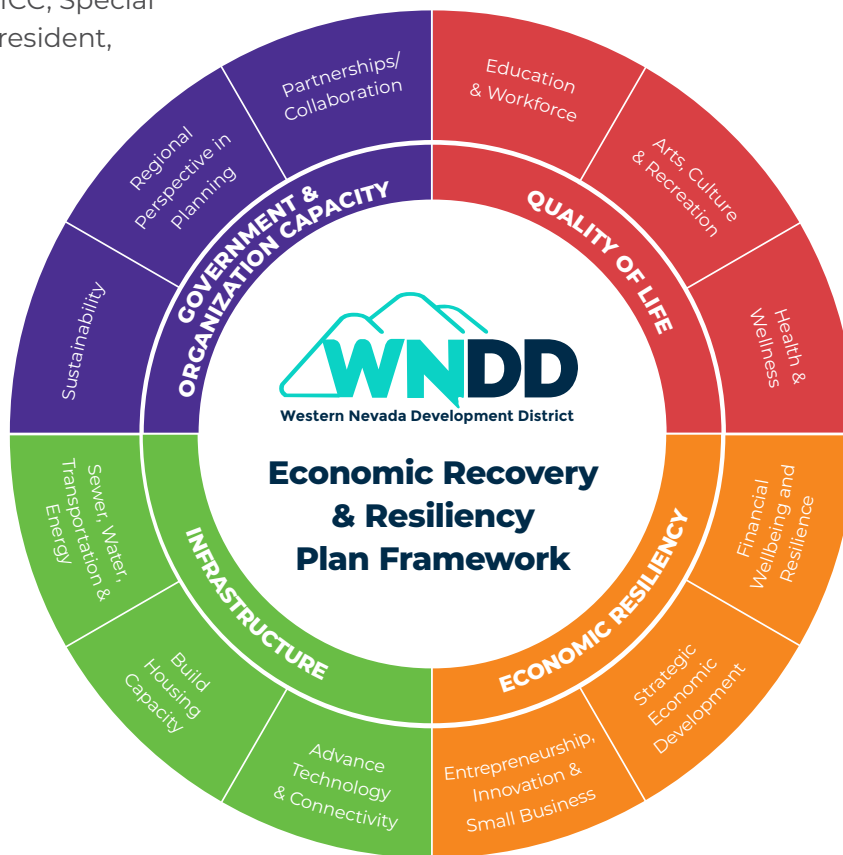 ICC, Special
resident,
Partnerships/
Collaboration
Regional
Perspective in
Planning
Sustainability
GOVERNMENT &
ORGANIZATION CAPACITY
Education
& Workforce
Arts, Culture
& Recreation
Health &
Wellness
QUALITY OF LIFE
WNDD
Western Nevada Development District
Economic Recovery
& Resiliency
Plan Framework
Financial
Wellbeing and
Resilience
Strategic
Economic
Development
Entrepreneurship,
Innovation &
Small Business
ECONOMIC RESILIENCY
INFRASTRUCTURE
Sewer, Water,
Transportation &
Energy
Build
Housing
Capacity
Advance
Technology
& Connectivity